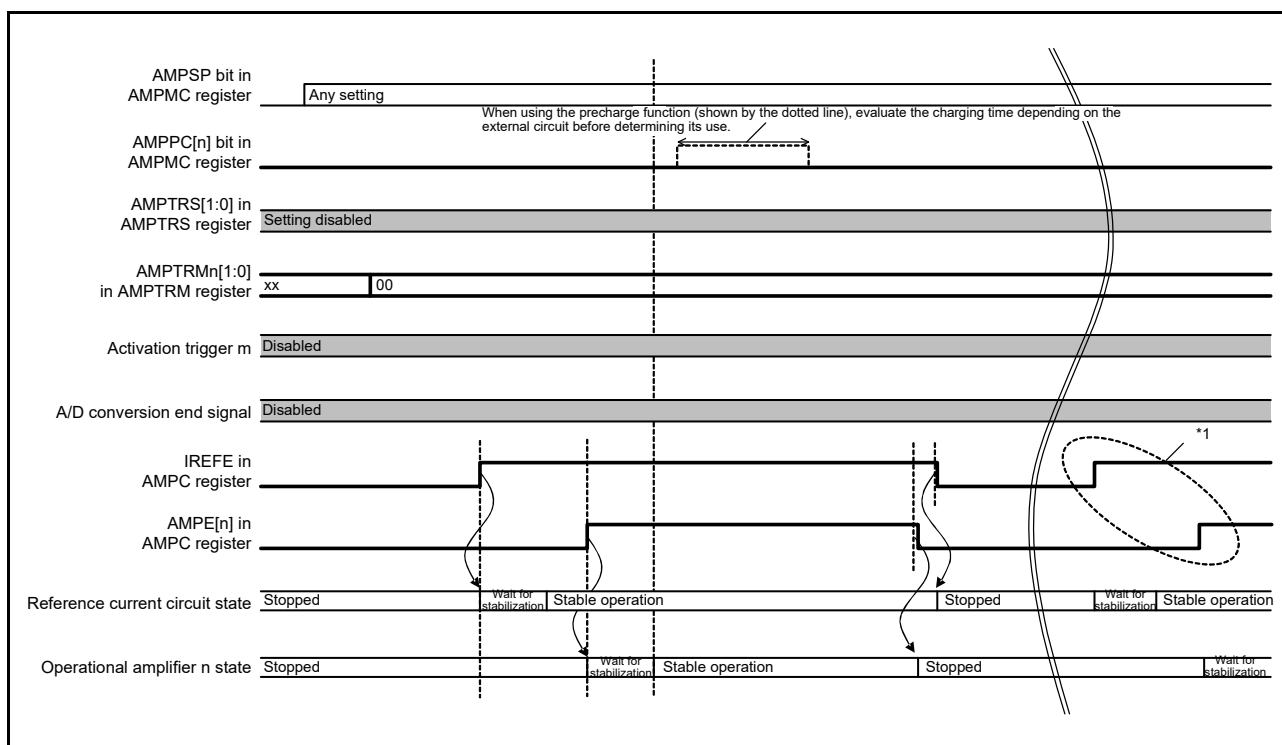 AMPSP bit in
AMPMC register
Any setting
When using the precharge function (shown by the dotted line), evaluate the charging time depending on the
external circuit before determining its use.
AMPPC[n] bit in
AMPMC register
AMPTRS[1:0] in
AMPTRS register
Setting disabled
AMPTRMn[1:0]
in AMPTRM register
xx
00
Activation trigger m
Disabled
A/D conversion end signal
Disabled
*1
IREFE in
AMPC register
AMPE[n] in
AMPC register
Reference current circuit state
Stopped
Wait for
stabilization
Stable operation
Stopped
Wait for
stabilization
Stable operation
Operational amplifier n state
Stopped
Wait for
stabilization
Stable operation
Stopped
Wait for
stabilization